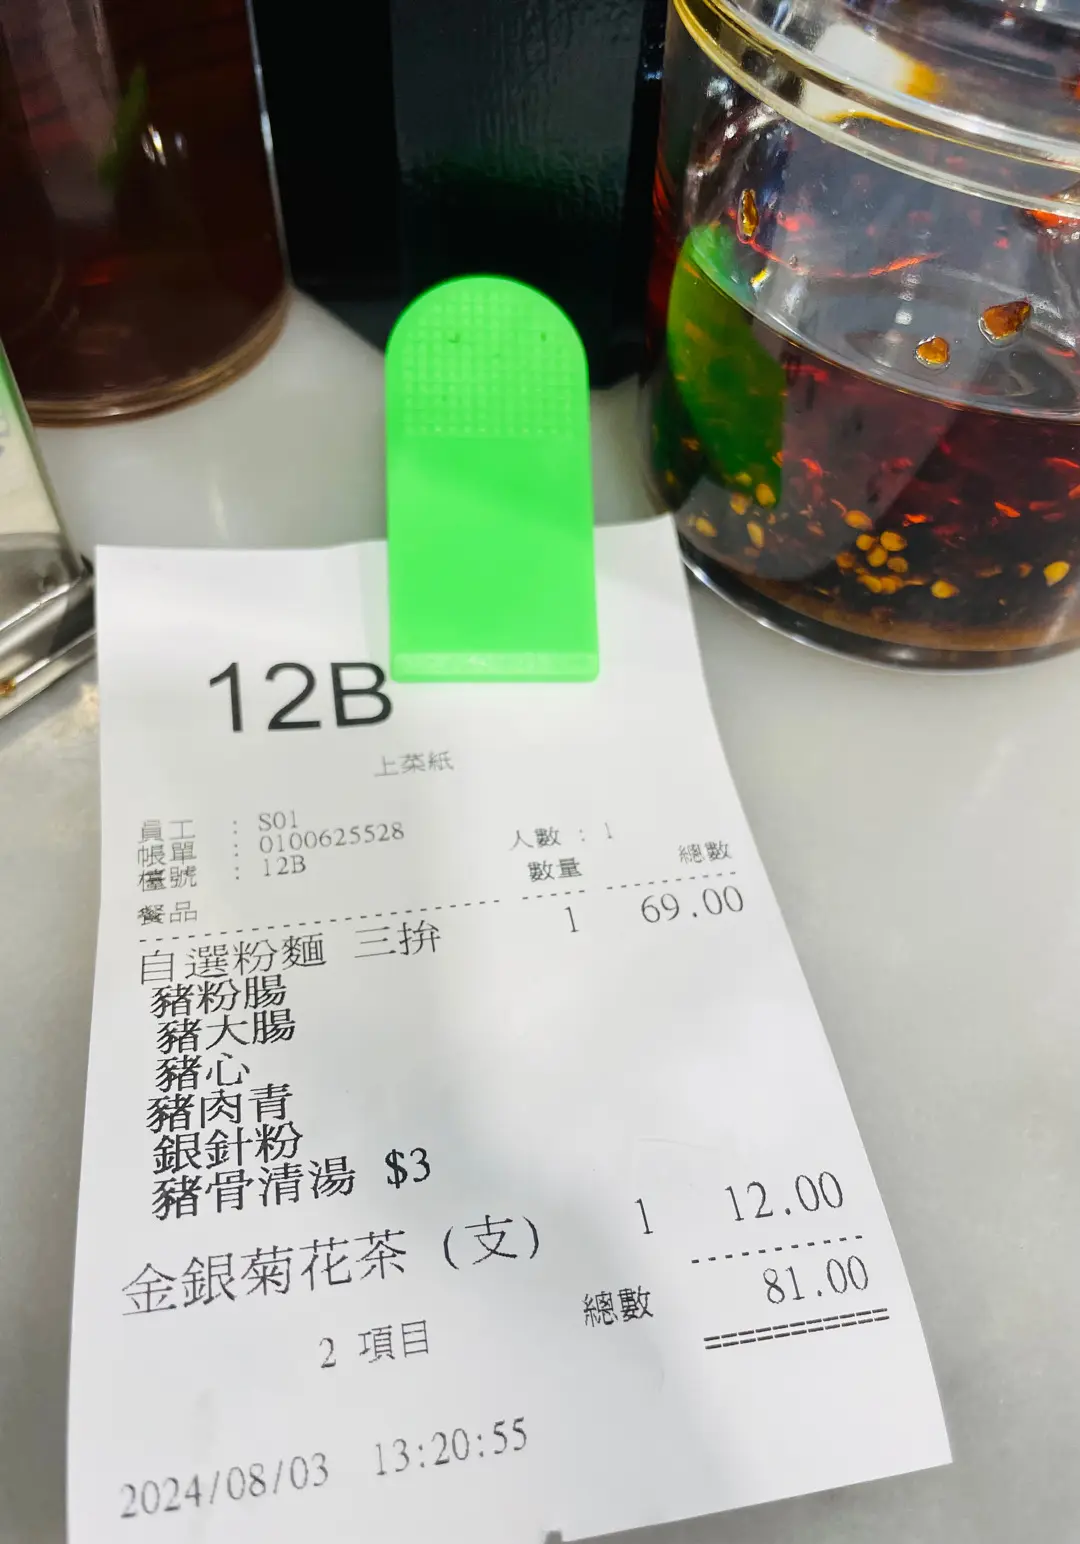 12B
上菜紙
員工 : S01
帳單 : 0100625528 人數 : 1
檯號 : 12B
餐品 數量 總數
自選粉麵 三拚 1 69.00
豬粉腸
豬大腸
豬心
豬肉青
銀針粉
豬骨清湯 $3
金銀菊花茶 (支) 1 12.00
2 項目 總數 81.00
2024/08/03 13:20:55